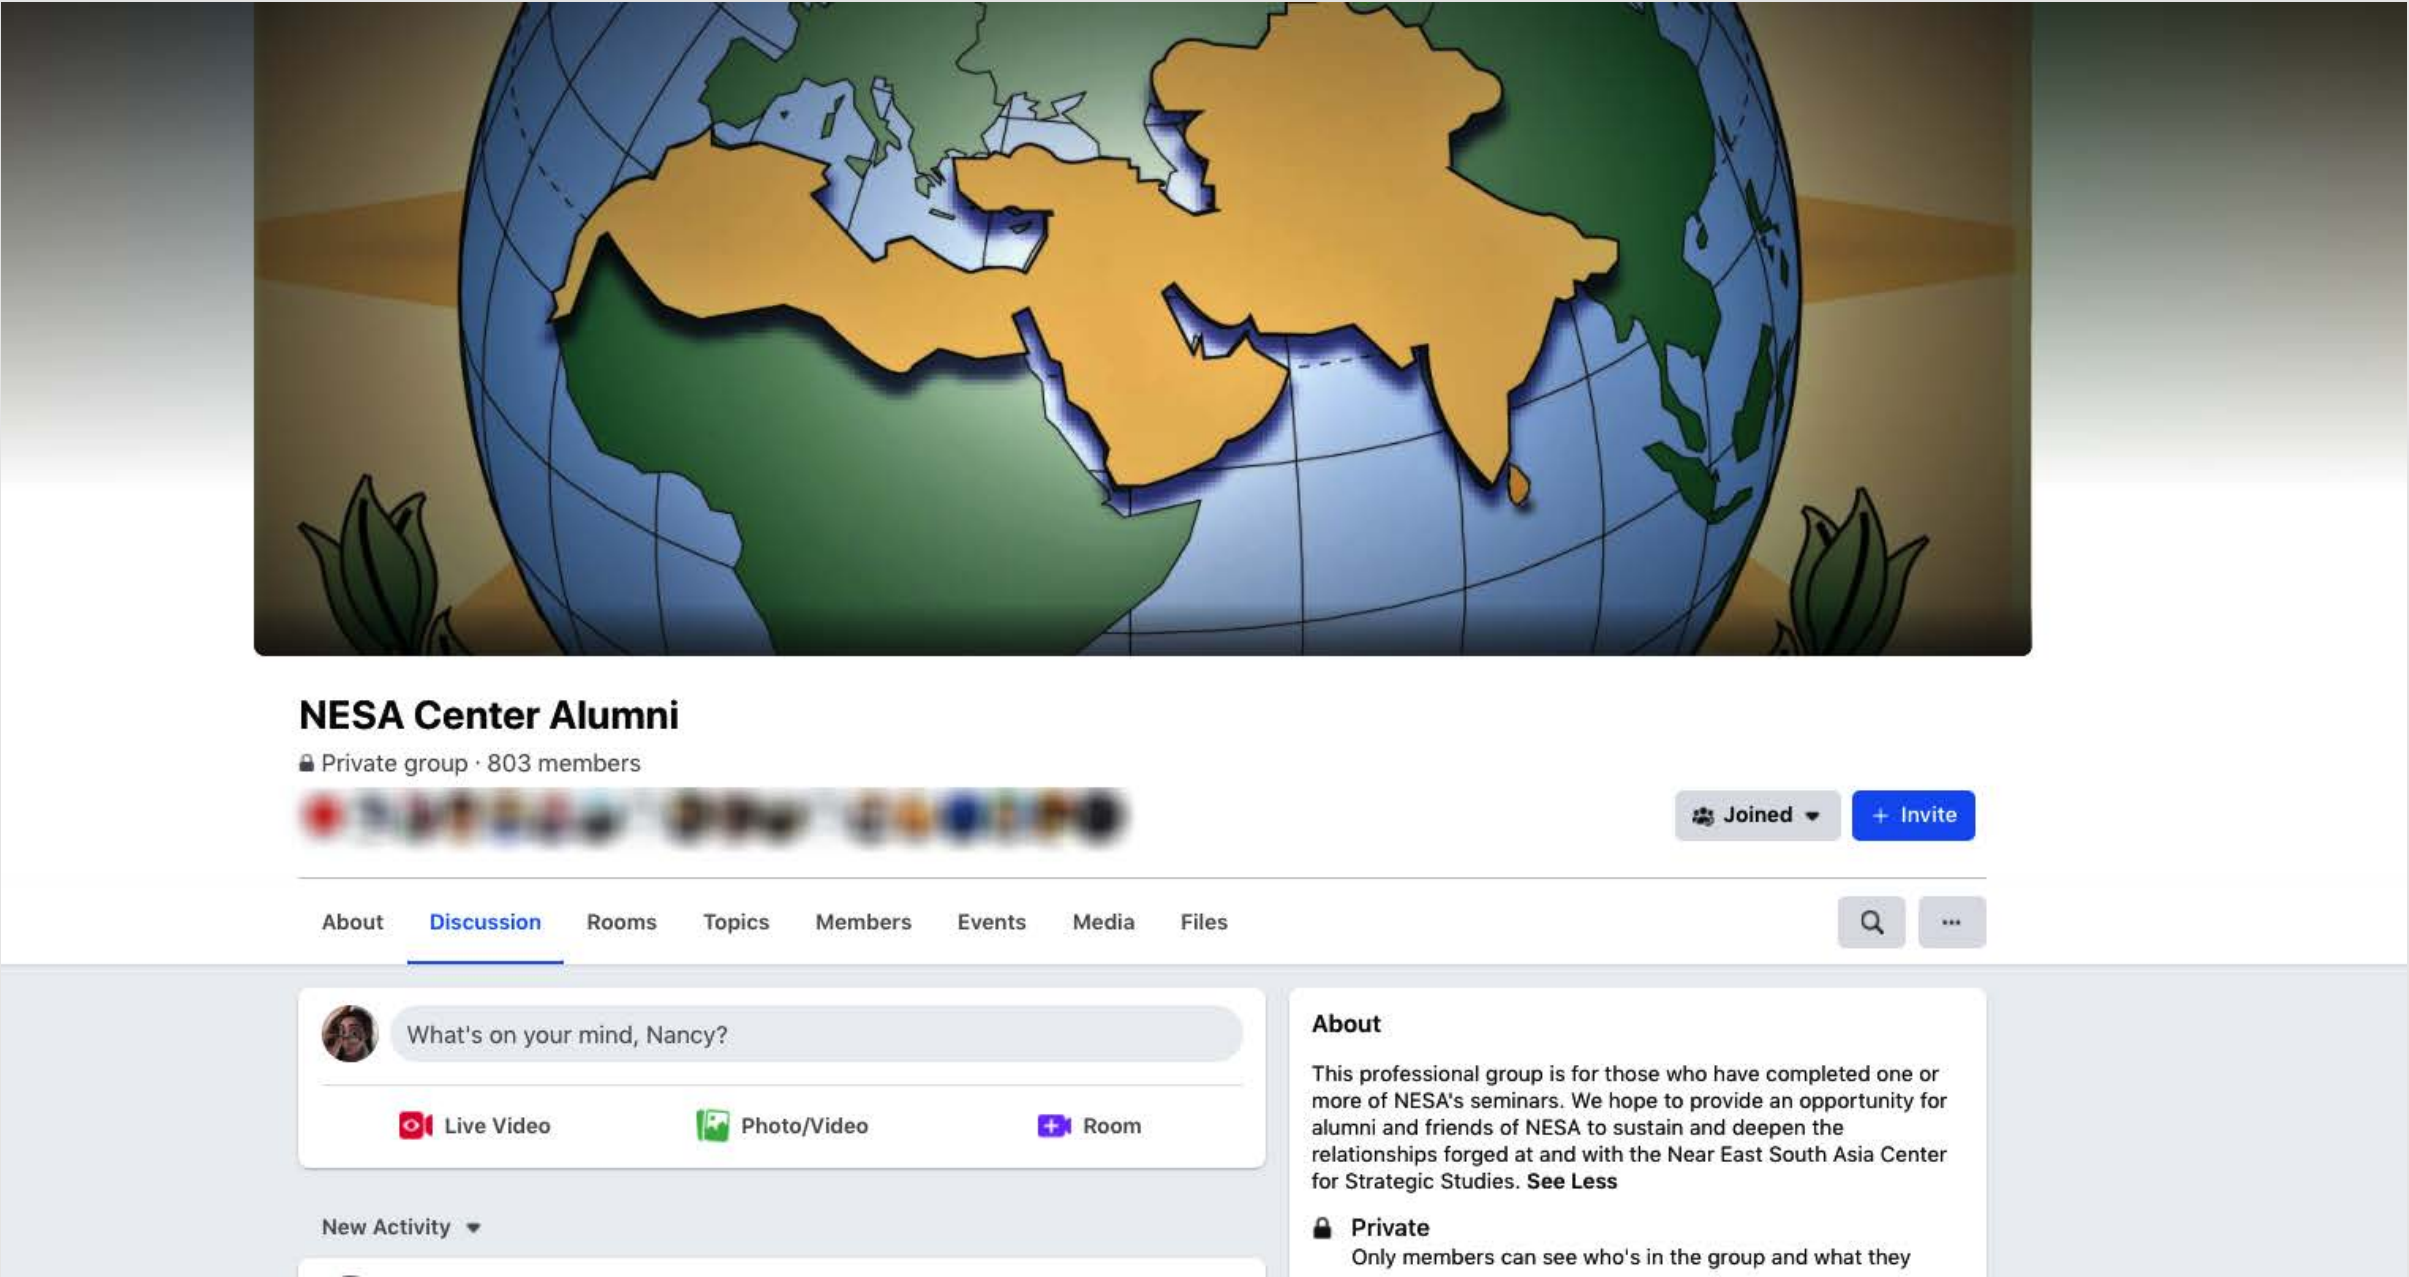 NESA Center Alumni
Private group · 803 members
Joined
+ Invite
About Discussion Rooms Topics Members Events Media Files
What's on your mind, Nancy?
Live Video Photo/Video Room
New Activity
About
This professional group is for those who have completed one or
more of NESA's seminars. We hope to provide an opportunity for
alumni and friends of NESA to sustain and deepen the
relationships forged at and with the Near East South Asia Center
for Strategic Studies. See Less
Private
Only members can see who's in the group and what they